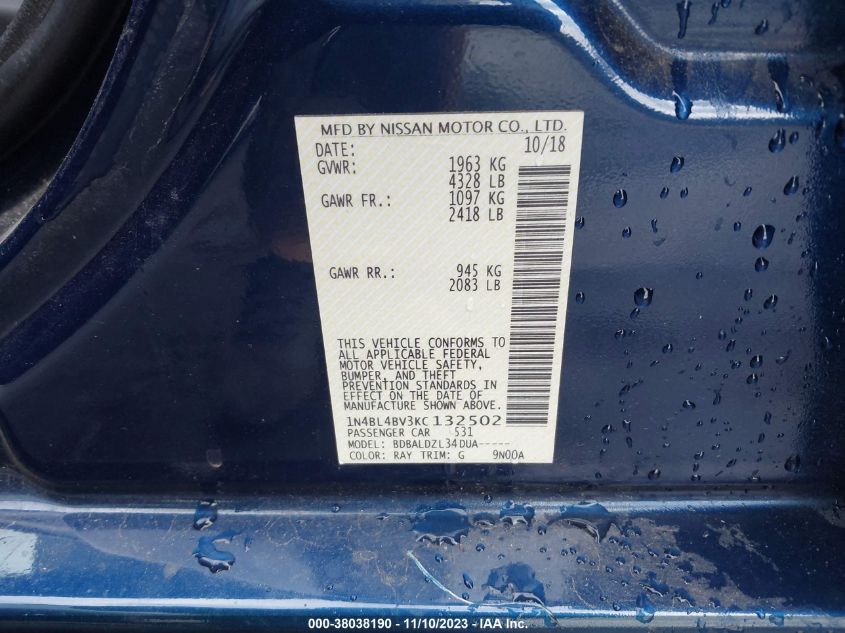 MFD BY NISSAN MOTOR CO., LTD.
DATE: 10/18
GVWR: 1963 KG
4328 LB
GAWR FR.: 1097 KG
2418 LB
GAWR RR.: 945 KG
2083 LB
THIS VEHICLE CONFORMS TO
ALL APPLICABLE FEDERAL
MOTOR VEHICLE SAFETY,
BUMPER, AND THEFT
PREVENTION STANDARDS IN
EFFECT ON THE DATE OF
MANUFACTURE SHOWN ABOVE.
1N4BL4BV3KC132502
PASSENGER CAR 531
MODEL: BDBALDZL34DUA-----
COLOR: RAY TRIM: G 9N00A
000-38038190 - 11/10/2023 - IAA Inc.